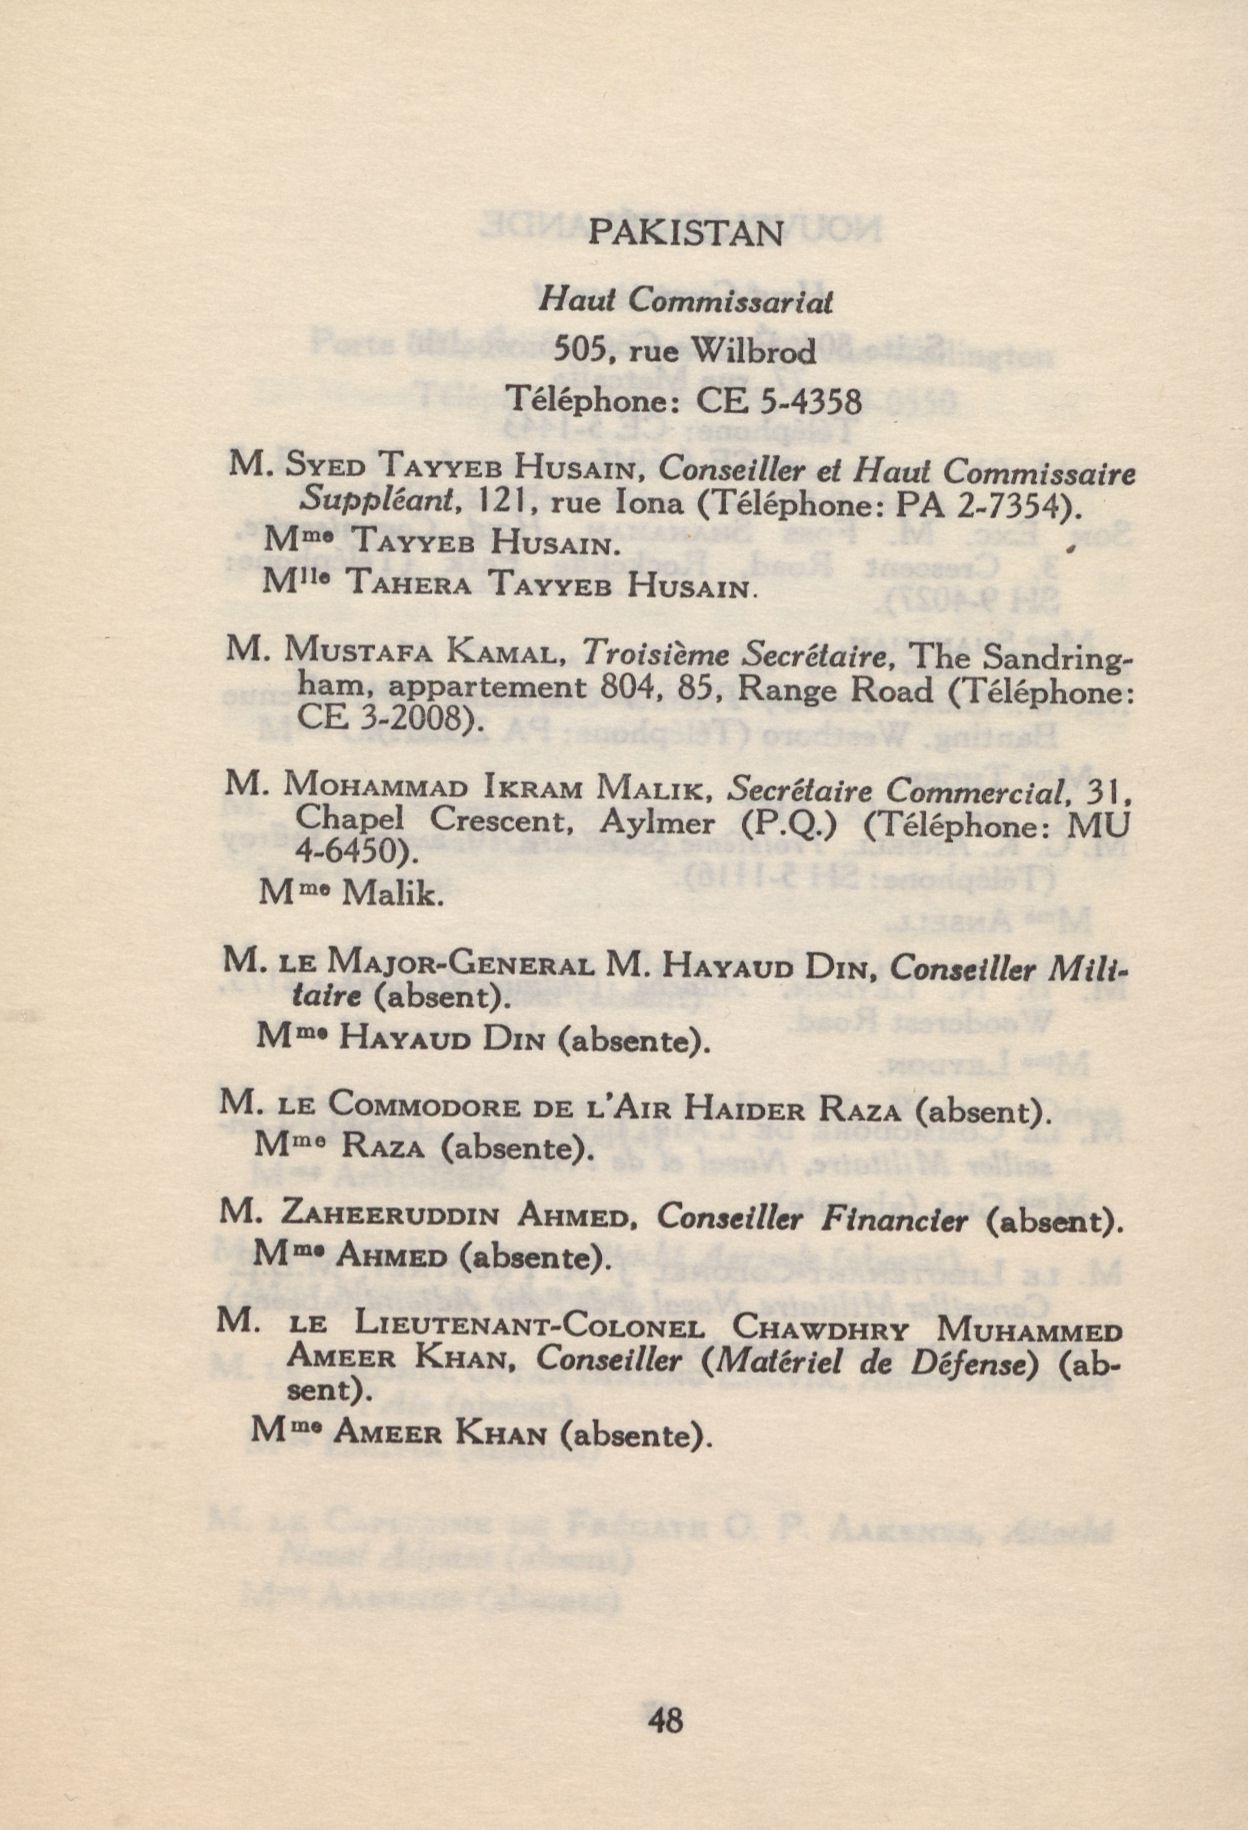 PAKISTAN
Haut Commissariat
505, rue Wilbrod
Téléphone: CE 5-4358
M. SYED TAYYEB HUSAIN, Conseiller et Haut Commissaire
Suppléant, 121, rue Iona (Téléphone: PA 2-7354).
Mme TAYYEB HUSAIN.
Mlle TAHERA TAYYEB HUSAIN.
M. MUSTAFA KAMAL, Troisième Secrétaire, The Sandring-
ham, appartement 804, 85, Range Road (Téléphone:
CE 3-2008).
M. MOHAMMAD IKRAM MALIK, Secrétaire Commercial, 31,
Chapel Crescent, Aylmer (P.Q.) (Téléphone: MU
4-6450).
Mme Malik.
M. LE MAJOR-GENERAL M. HAYAUD DIN, Conseiller Mili-
taire (absent).
Mme HAYAUD DIN (absente).
M. LE COMMODORE DE L'AIR HAIDER RAZA (absent).
Mme RAZA (absente).
M. ZAHEERUDDIN AHMED, Conseiller Financier (absent).
Mme AHMED (absente).
M. LE LIEUTENANT-COLONEL CHAWDHRY MUHAMMED
AMEER KHAN, Conseiller (Matériel de Défense) (ab-
sent).
Mme AMEER KHAN (absente).
48